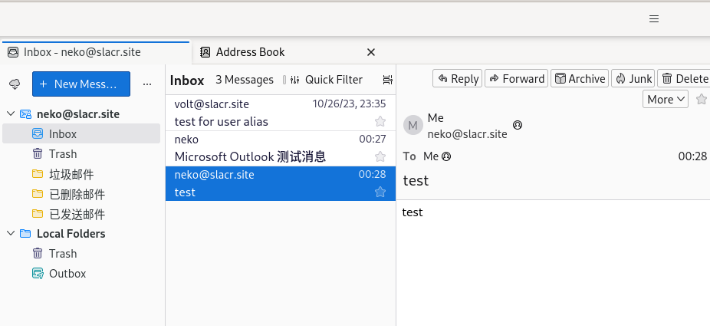 Inbox - neko@slacr.site
Address Book
+ New Mess...
neko@slacr.site
Inbox
Trash
垃圾邮件
已删除邮件
已发送邮件
Local Folders
Trash
Outbox
Inbox 3 Messages Quick Filter
volt@slacr.site 10/26/23, 23:35
test for user alias
neko 00:27
Microsoft Outlook 测试消息
neko@slacr.site 00:28
test
Reply Forward Archive Junk Delete
More
M
Me
neko@slacr.site
To Me 00:28
test
test